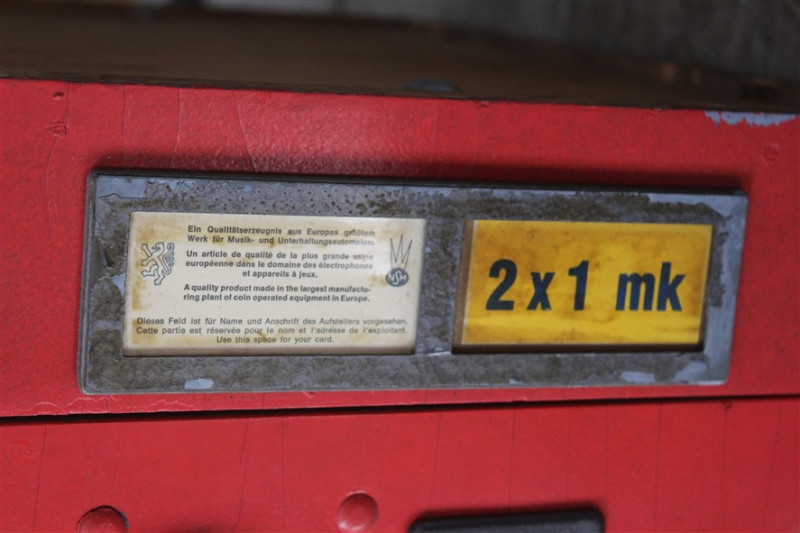 Ein Qualitätserzeugnis aus Europas größtem
Werk für Musik- und Unterhaltungsautomaten.
Un article de qualité de la plus grande usine
européenne dans le domaine des électrophones
et appareils à jeux.
A quality product made in the largest manufactu-
ring plant of coin operated equipment in Europe.
NSM
Dieses Feld ist für Name und Anschrift des Aufstellers vorgesehen.
Cette partie est réservée pour le nom et l'adresse de l'exploitant.
Use this space for your card.
2 x 1 mk